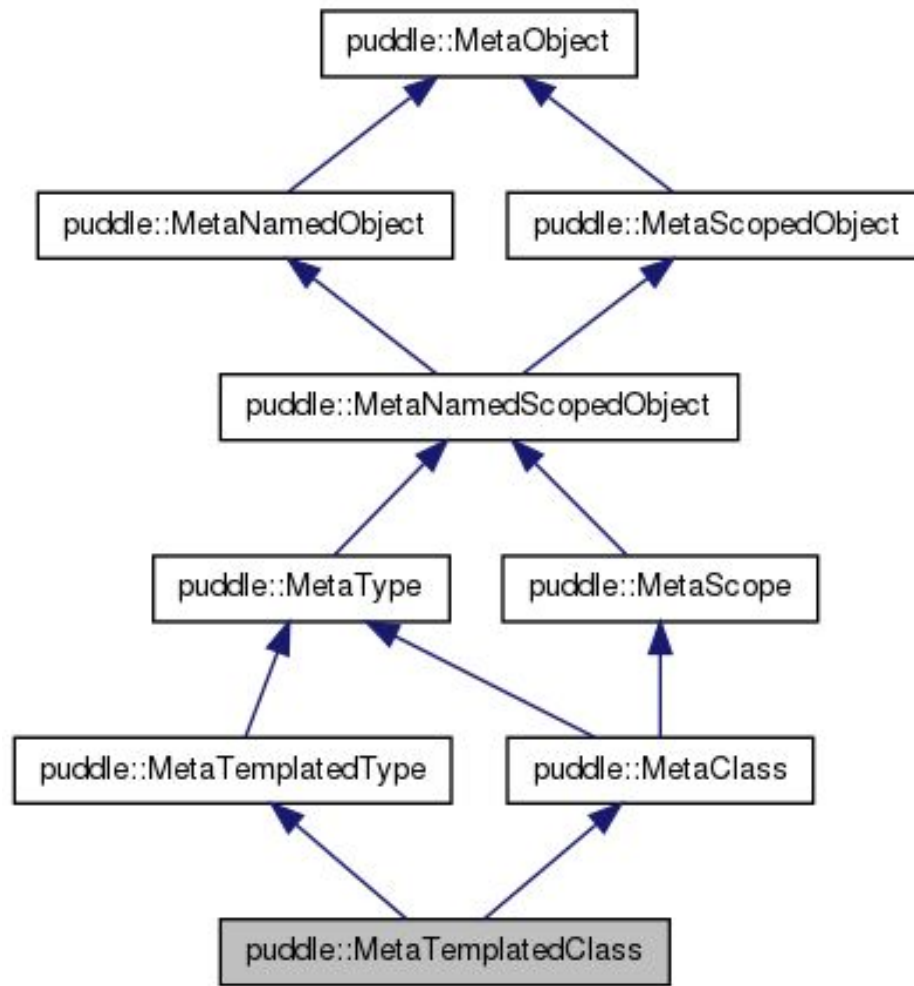 puddle::MetaObject
puddle::MetaNamedObject
puddle::MetaScopedObject
puddle::MetaNamedScopedObject
puddle::MetaType
puddle::MetaScope
puddle::MetaTemplatedType
puddle::MetaClass
puddle::MetaTemplatedClass